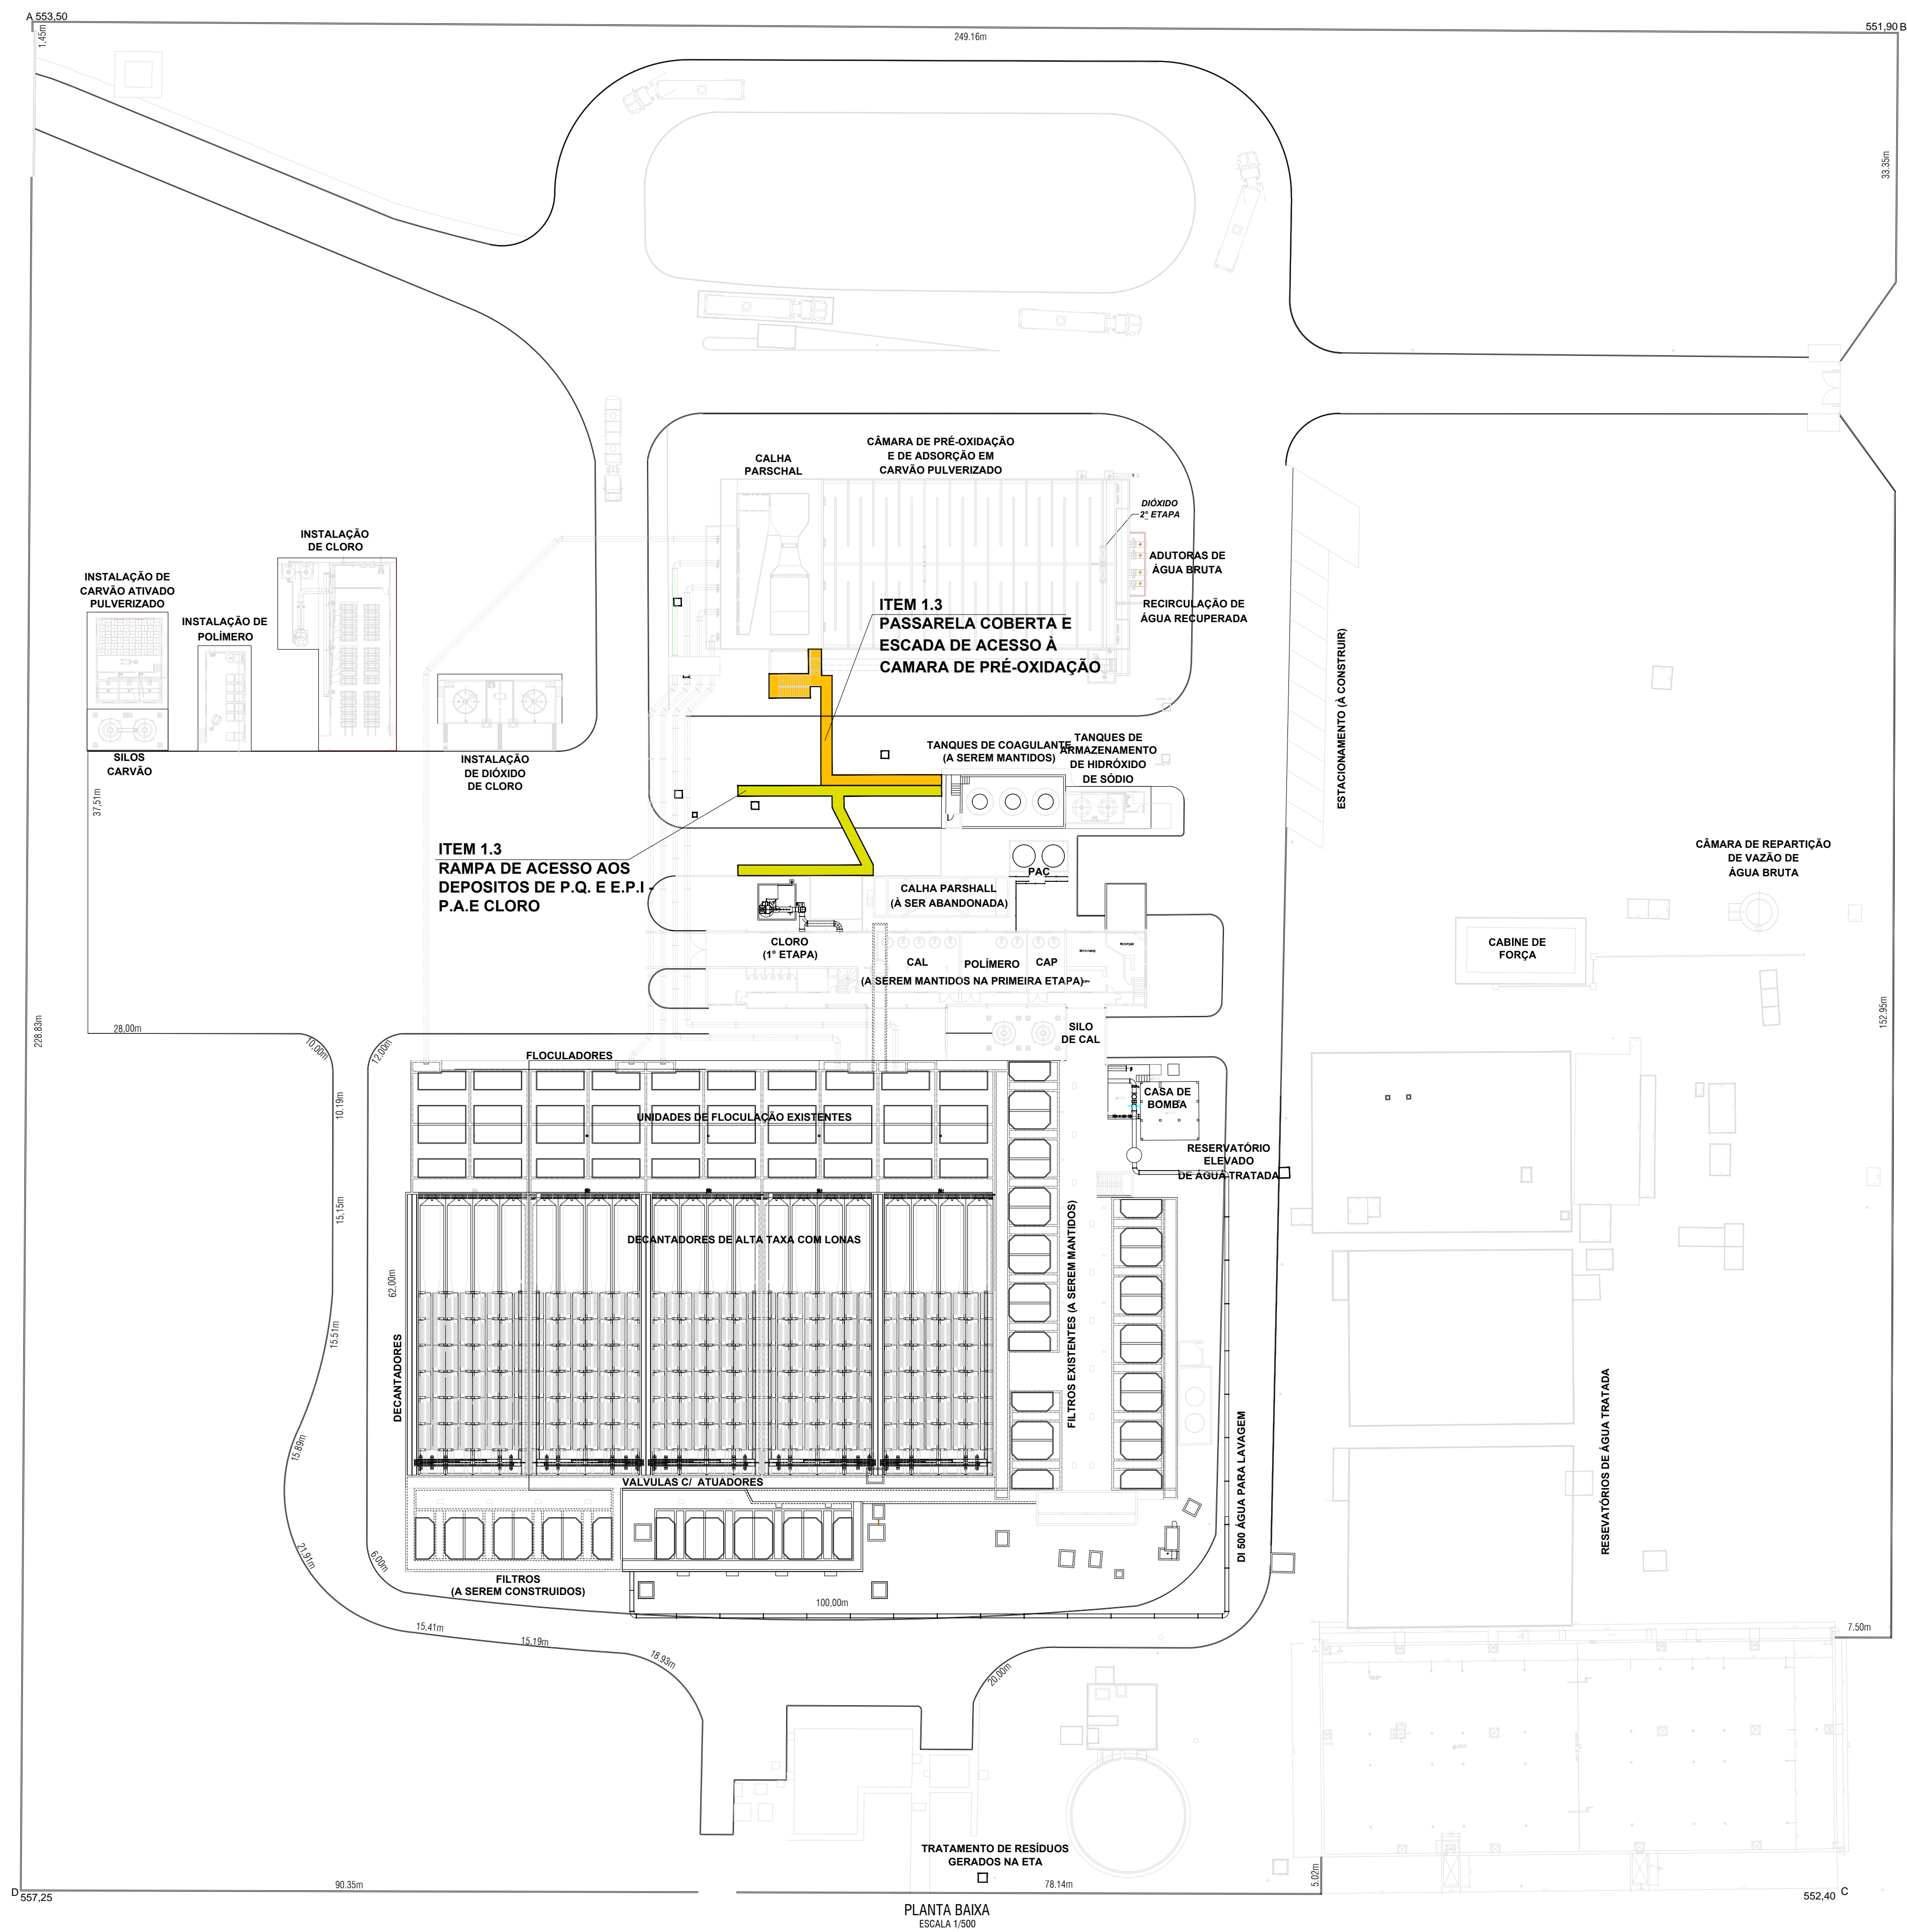 A 553,50
551,90 B
1.45m
249.16m
33.35m
CÂMARA DE PRÉ-OXIDAÇÃO
E DE ADSORÇÃO EM
CARVÃO PULVERIZADO
CALHA
PARSCHAL
DIÓXIDO
2° ETAPA
INSTALAÇÃO
DE CLORO
ADUTORAS DE
ÁGUA BRUTA
INSTALAÇÃO DE
CARVÃO ATIVADO
PULVERIZADO
INSTALAÇÃO DE
POLÍMERO
ITEM 1.3
PASSARELA COBERTA E
ESCADA DE ACESSO À
CAMARA DE PRÉ-OXIDAÇÃO
RECIRCULAÇÃO DE
ÁGUA RECUPERADA
ESTACIONAMENTO (À CONSTRUIR)
SILOS
CARVÃO
INSTALAÇÃO
DE DIÓXIDO
DE CLORO
TANQUES DE COAGULANTE
(A SEREM MANTIDOS)
TANQUES DE
ARMAZENAMENTO
DE HIDRÓXIDO
DE SÓDIO
37,51m
ITEM 1.3
RAMPA DE ACESSO AOS
DEPOSITOS DE P.Q. E E.P.I -
P.A.E CLORO
PAC
CALHA PARSHALL
(À SER ABANDONADA)
CÂMARA DE REPARTIÇÃO
DE VAZÃO DE
ÁGUA BRUTA
CLORO
(1° ETAPA)
CAL
POLÍMERO
CAP
(A SEREM MANTIDOS NA PRIMEIRA ETAPA)
CABINE DE
FORÇA
228.83m
152.95m
28,00m
10,00m
12,00m
SILO
DE CAL
FLOCULADORES
10,19m
UNIDADES DE FLOCULAÇÃO EXISTENTES
CASA DE
BOMBA
RESERVATÓRIO
ELEVADO
DE ÁGUA TRATADA
15,15m
DECANTADORES DE ALTA TAXA COM LONAS
62,00m
FILTROS EXISTENTES (A SEREM MANTIDOS)
15,51m
DECANTADORES
15,89m
DI 500 ÁGUA PARA LAVAGEM
RESEVATÓRIOS DE ÁGUA TRATADA
VALVULAS C/ ATUADORES
21,91m
6,00m
FILTROS
(A SEREM CONSTRUIDOS)
100,00m
15,41m
15,19m
18,93m
20,00m
7.50m
TRATAMENTO DE RESÍDUOS
GERADOS NA ETA
5.02m
90.35m
78.14m
D 557,25
552,40 C
PLANTA BAIXA
ESCALA 1/500